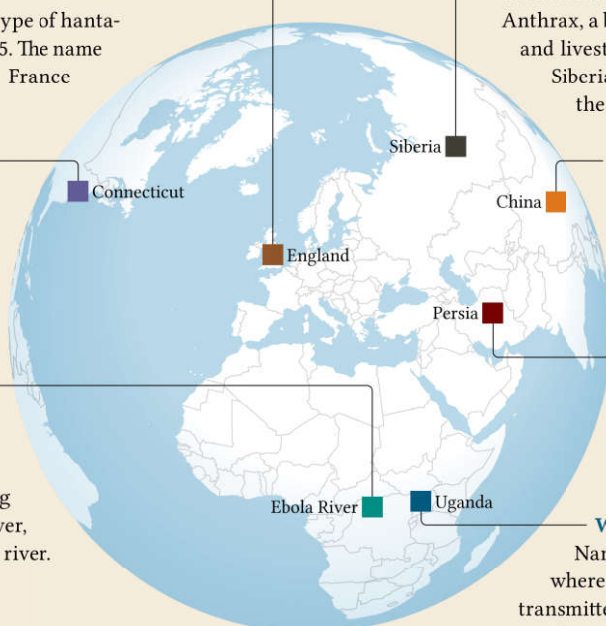 ype of hanta-
5. The name
France
Anthrax, a b
and livest
Siberia
the
Siberia
Connecticut
China
England
Persia
Ebola River
Uganda
g
ver,
river.
W
Nam
where
transmitte